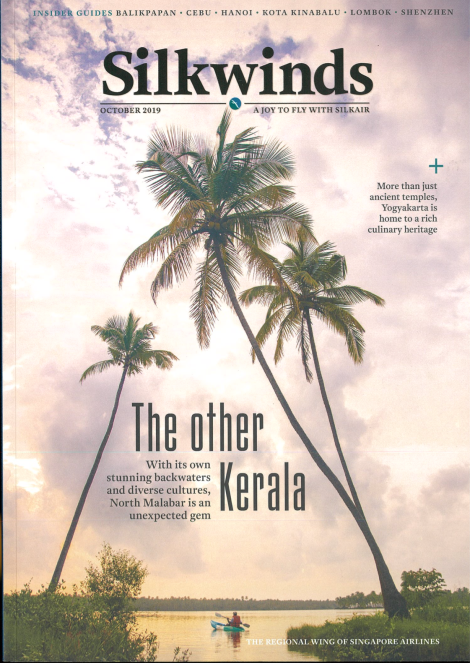 INSIDER GUIDES BALIKPAPAN • CEBU • HANOI • KOTA KINABALU • LOMBOK • SHENZHEN
Silkwinds
OCTOBER 2019
A JOY TO FLY WITH SILKAIR
+
More than just
ancient temples,
Yogyakarta is
home to a rich
culinary heritage
The other
Kerala
With its own
stunning backwaters
and diverse cultures,
North Malabar is an
unexpected gem
THE REGIONAL WING OF SINGAPORE AIRLINES